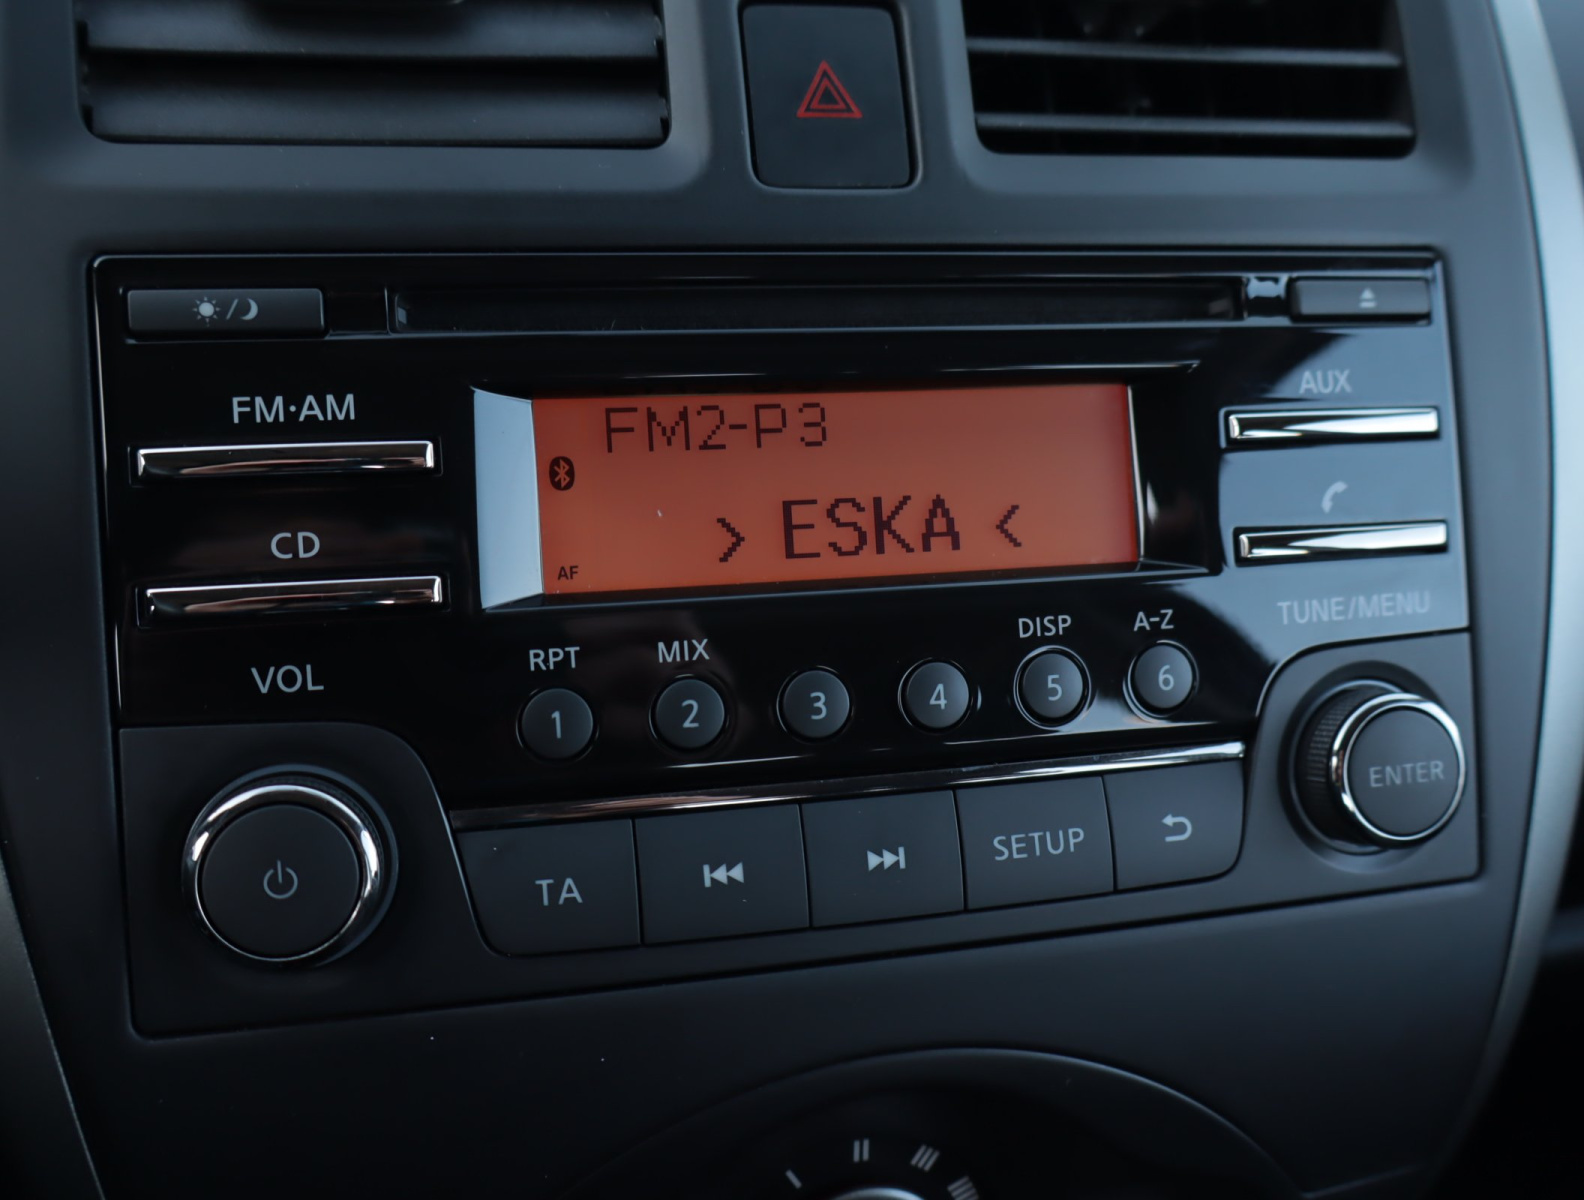 FM·AM
CD
VOL
FM2-P3
> ESKA <
AF
AUX
TUNE/MENU
RPT
MIX
DISP
A-Z
1
2
3
4
5
6
ENTER
TA
SETUP